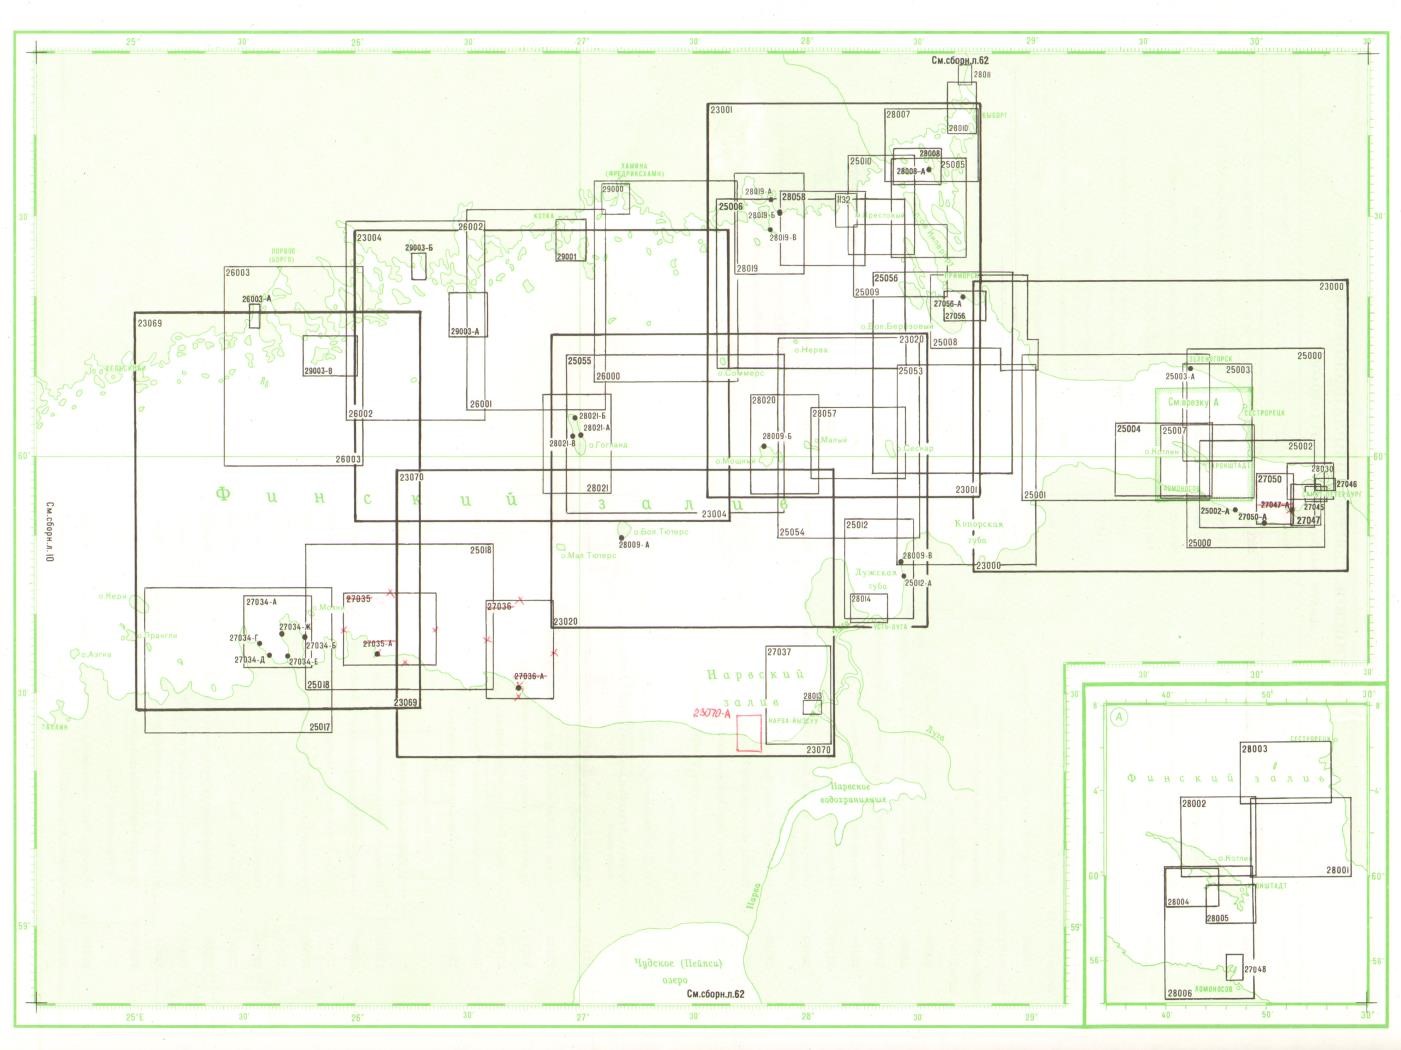 25°
30'
26°
30'
27°
30'
28°
30'
29°
30'
30°
30'
См.сборн.л.62
28011
23001
28007
28010
ВЫБОРГ
25010
28008
28008-А
25005
ХАМИНА
(ФРЕДРИКСХАМН)
29000
28019-А
28058
1132
25006
28019-Б
28019-В
КОТКА
26002
23004
29003-Б
29001
ПОРВОО
(БОРГО)
26003
28019
25009
25056
ПРИМОРСК
27056-А
27056
23000
26003-А
23069
29003-А
о.Бол.Березовый
23020
25008
ХЕЛЬСИНКИ
29003-В
25055
о.Нерва
о.Соммерс
26000
25053
ЗЕЛЕНОГОРСК
25000
25003-А
25003
См.врезку А
СЕСТРОРЕЦК
26001
26002
28020
28057
28021-Б
28021-А
28021-В
о.Гогланд
28009-Б
о.Малый
о.Мощный
о.Сескар
25004
25007
25002
о.Котлин
КРОНШТАДТ
60°
26003
28021
23070
23001
25001
ЛОМОНОСОВ
28030
27050
27046
27047-А
27045
25002-А
27050-А
27047
25000
Финский залив
23004
См.сборн.л.10
о.Бол.Тютерс
28009-А
о.Мал.Тютерс
25054
25012
Копорская
губа
23000
28009-В
25012-А
Лужская
губа
28014
УСТЬ-ЛУГА
25018
о.Кери
о.Прангли
о.Аэгна
27034-А
27034-Ж
27034-Г
27034-Б
27034-Д
27034-Е
27035
27035-А
27036
27036-А
23020
25018
23069
25017
30'
ТАЛЛИН
Нарвский
залив
27037
28013
23070-А
НАРВА-ЙЫЭСУУ
23070
Луга
Нарвское
водохранилище
Нарва
59°
Чудское (Пейпси)
озеро
См.сборн.л.62
25°E
30'
26°
30'
27°
30'
28°
30'
29°
А
30'
40'
50'
30°
8'
28003
СЕСТРОРЕЦК
Финский залив
4'
28002
о.Котлин
28001
60°
КРОНШТАДТ
28004
28005
56'
27048
28006
ЛОМОНОСОВ
40'
50'
30°